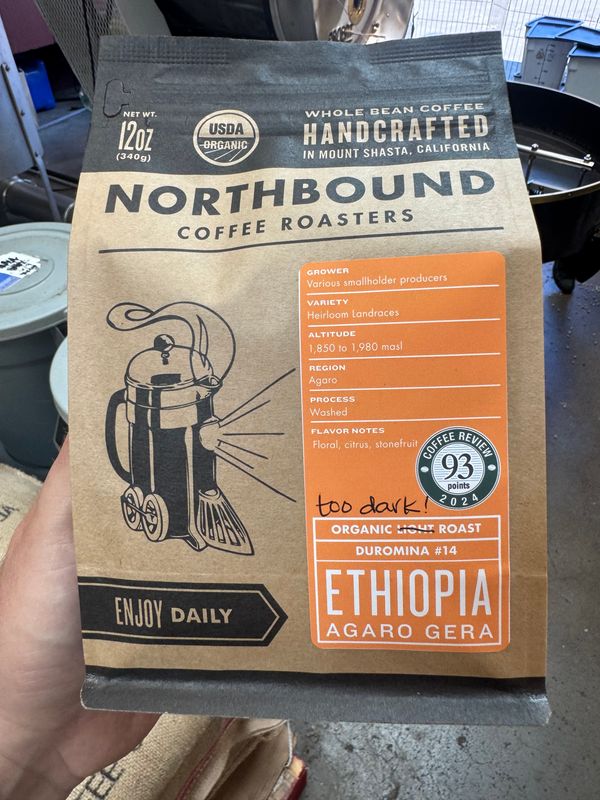 NET WT.
12oz
(340g)
USDA
ORGANIC
WHOLE BEAN COFFEE
HANDCRAFTED
IN MOUNT SHASTA, CALIFORNIA
NORTHBOUND
COFFEE ROASTERS
GROWER
Various smallholder producers
VARIETY
Heirloom Landraces
ALTITUDE
1,850 to 1,980 masl
REGION
Agaro
PROCESS
Washed
FLAVOR NOTES
Floral, citrus, stonefruit
COFFEE REVIEW
93
points
2024
too dark!
ORGANIC LIGHT ROAST
DUROMINA #14
ETHIOPIA
AGARO GERA
ENJOY DAILY